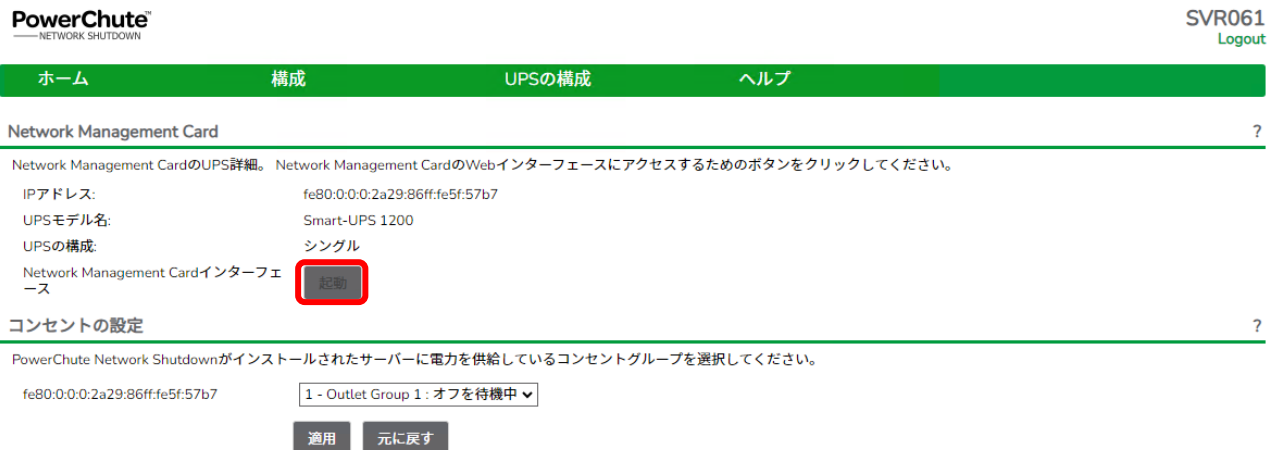 PowerChute™
NETWORK SHUTDOWN
SVR061
Logout
ホーム 構成 UPSの構成 ヘルプ
Network Management Card ?
Network Management CardのUPS詳細。 Network Management CardのWebインターフェースにアクセスするためのボタンをクリックしてください。
IPアドレス: fe80:0:0:0:2a29:86ff:fe5f:57b7
UPSモデル名: Smart-UPS 1200
UPSの構成: シングル
Network Management Cardインターフェ
ース
起動
コンセントの設定 ?
PowerChute Network Shutdownがインストールされたサーバーに電力を供給しているコンセントグループを選択してください。
fe80:0:0:0:2a29:86ff:fe5f:57b7 1 - Outlet Group 1 : オフを待機中
適用 元に戻す